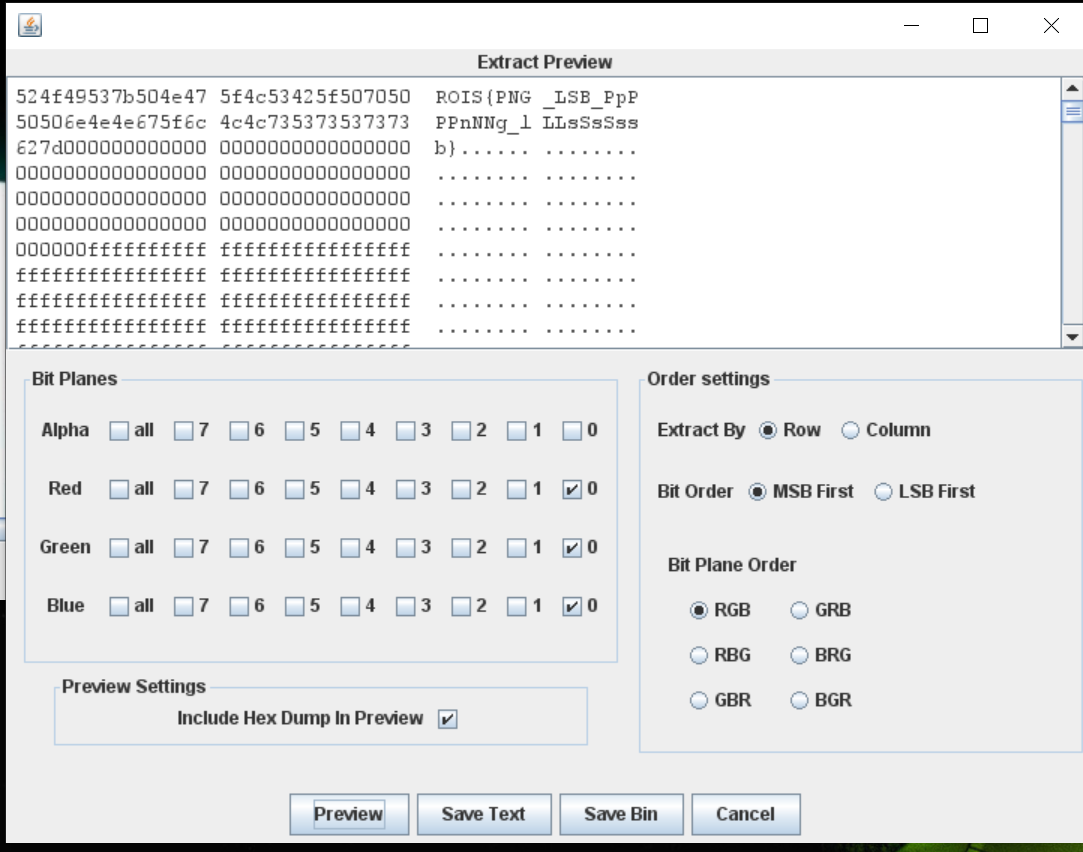 Extract Preview
524f49537b504e47 5f4c53425f507050 ROIS{PNG _LSB_PpP
50506e4e4e675f6c 4c4c735373537373 PPnNNg_l LLsSsSss
627d000000000000 0000000000000000 b}...... ........
0000000000000000 0000000000000000 ........ ........
0000000000000000 0000000000000000 ........ ........
0000000000000000 0000000000000000 ........ ........
000000ffffffffff ffffffffffffffff ........ ........
ffffffffffffffff ffffffffffffffff ........ ........
ffffffffffffffff ffffffffffffffff ........ ........
ffffffffffffffff ffffffffffffffff ........ ........
Bit Planes
Alpha all 7 6 5 4 3 2 1 0
Red all 7 6 5 4 3 2 1 0
Green all 7 6 5 4 3 2 1 0
Blue all 7 6 5 4 3 2 1 0
Preview Settings
Include Hex Dump In Preview
Order settings
Extract By Row Column
Bit Order MSB First LSB First
Bit Plane Order
RGB GRB
RBG BRG
GBR BGR
Preview Save Text Save Bin Cancel